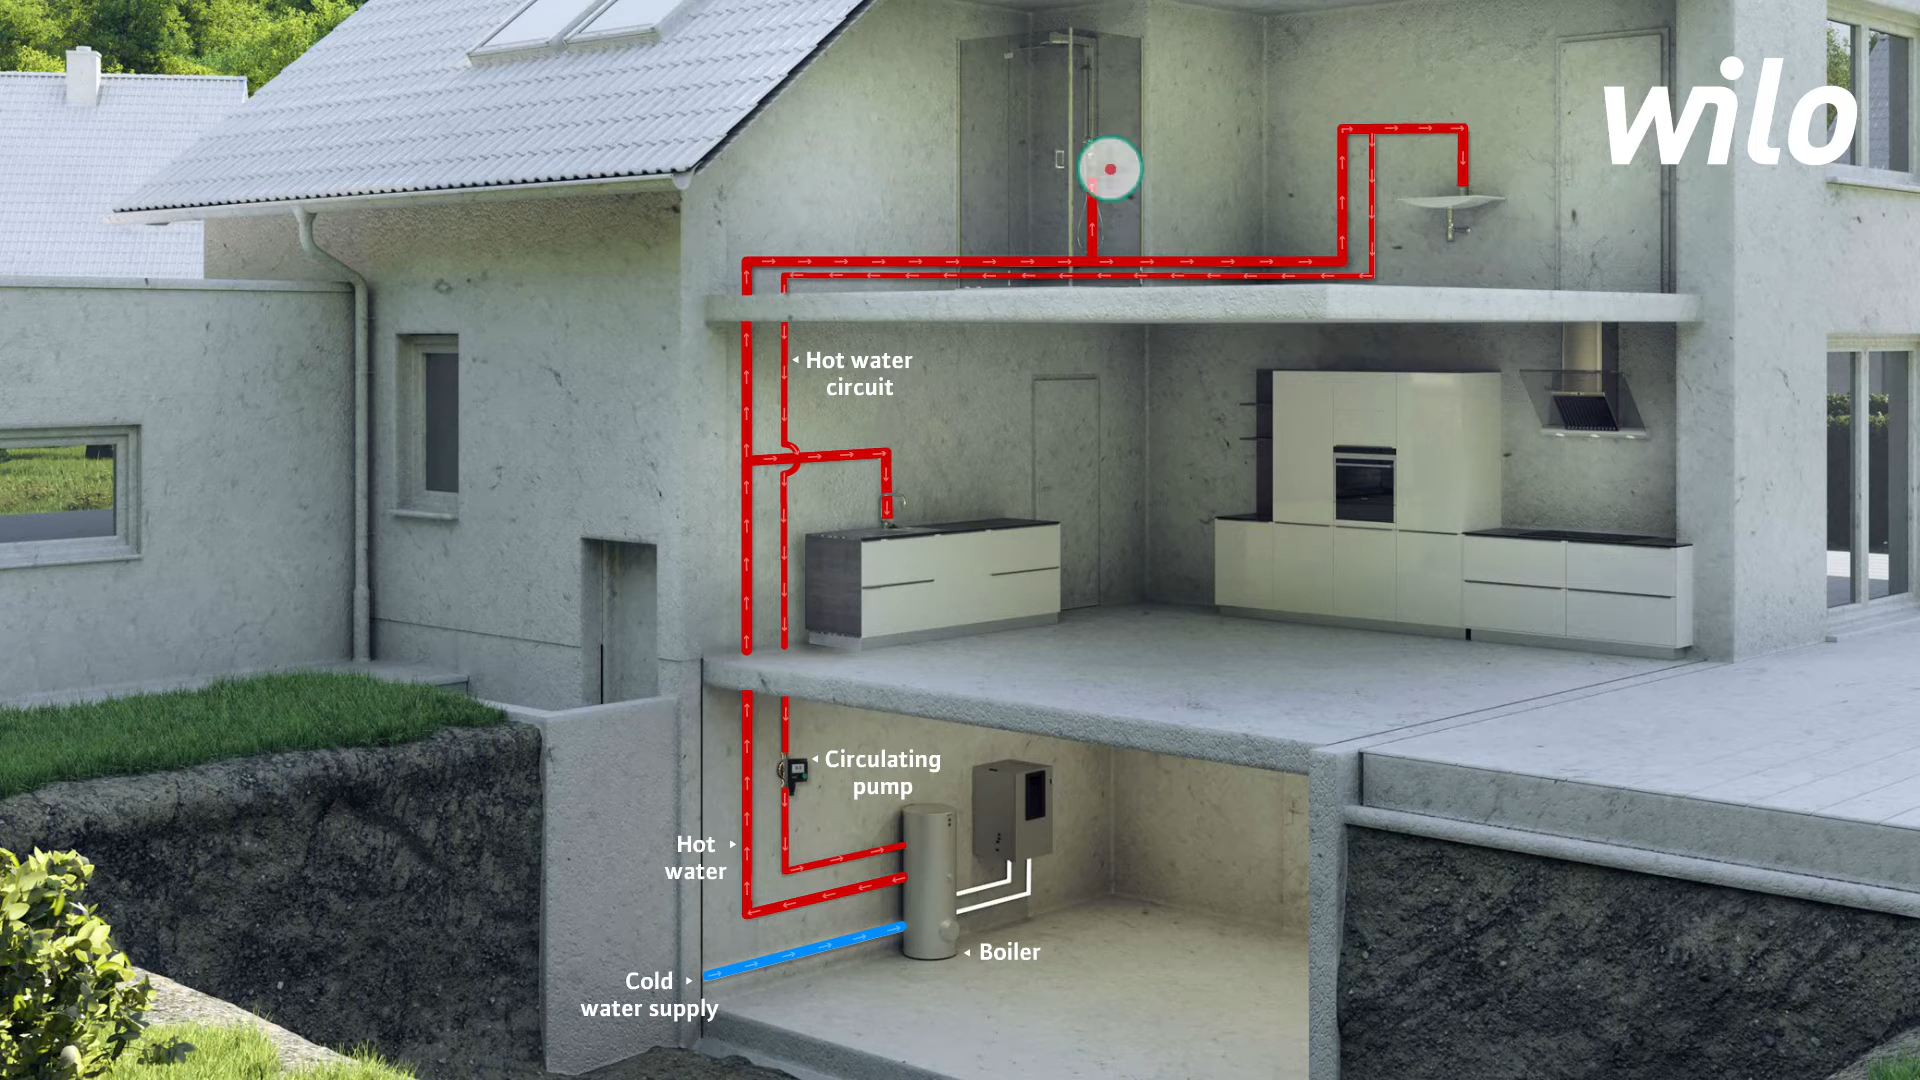 wilo
Hot water
circuit
Circulating
pump
Hot
water
Boiler
Cold
water supply